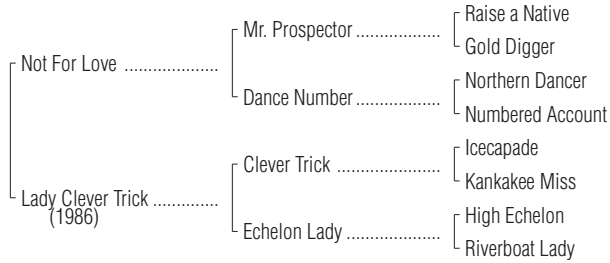 Raise a Native
Mr. Prospector ...................
Gold Digger
Not For Love ...................
Northern Dancer
Dance Number ...................
Numbered Account
Icecapade
Clever Trick .....................
Kankakee Miss
Lady Clever Trick ..............
(1986)
High Echelon
Echelon Lady .....................
Riverboat Lady